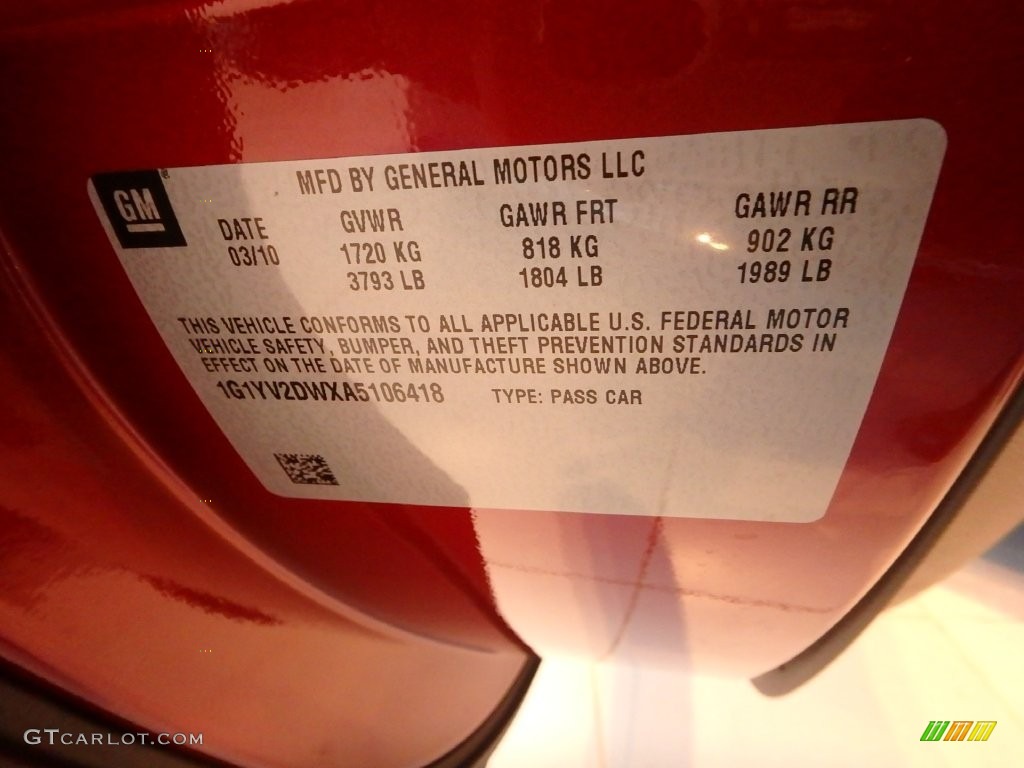 GM
MFD BY GENERAL MOTORS LLC
DATE GVWR GAWR FRT GAWR RR
03/10 1720 KG 818 KG 902 KG
3793 LB 1804 LB 1989 LB
THIS VEHICLE CONFORMS TO ALL APPLICABLE U.S. FEDERAL MOTOR
VEHICLE SAFETY, BUMPER, AND THEFT PREVENTION STANDARDS IN
EFFECT ON THE DATE OF MANUFACTURE SHOWN ABOVE.
1G1YV2DWXA5106418 TYPE: PASS CAR
GTCARLOT.COM